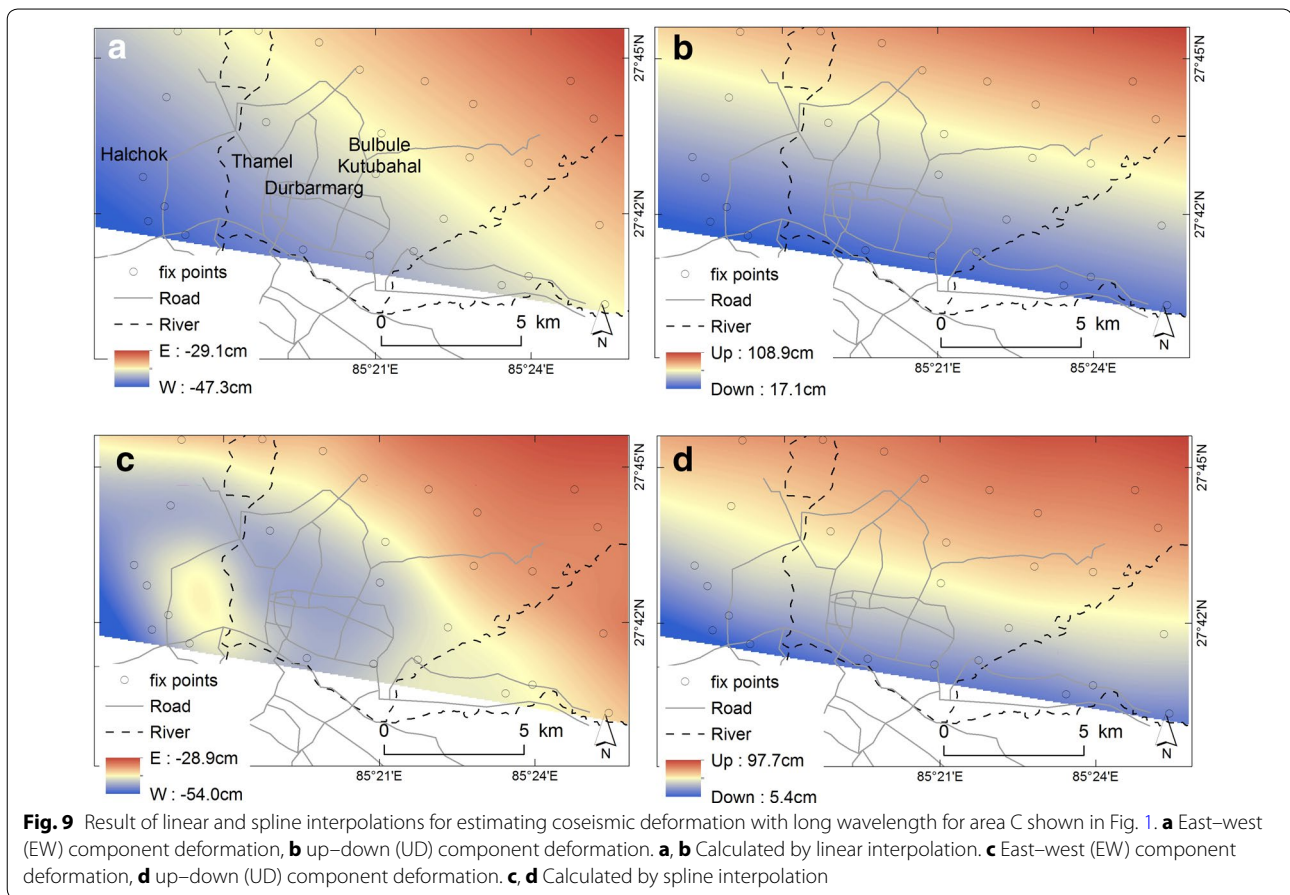 a
Halchok
Thamel
Bulbule
Kutubahal
Durbarmarg
27°45'N
27°42'N
fix points
Road
River
E : -29.1cm
W : -47.3cm
0 5 km
N
85°21'E 85°24'E
b
27°45'N
27°42'N
fix points
Road
River
Up : 108.9cm
Down : 17.1cm
0 5 km
N
85°21'E 85°24'E
c
27°45'N
27°42'N
fix points
Road
River
E : -28.9cm
W : -54.0cm
0 5 km
N
85°21'E 85°24'E
d
27°45'N
27°42'N
fix points
Road
River
Up : 97.7cm
Down : 5.4cm
0 5 km
N
85°21'E 85°24'E
Fig. 9 Result of linear and spline interpolations for estimating coseismic deformation with long wavelength for area C shown in Fig. 1. a East–west
(EW) component deformation, b up–down (UD) component deformation. a, b Calculated by linear interpolation. c East–west (EW) component
deformation, d up–down (UD) component deformation. c, d Calculated by spline interpolation